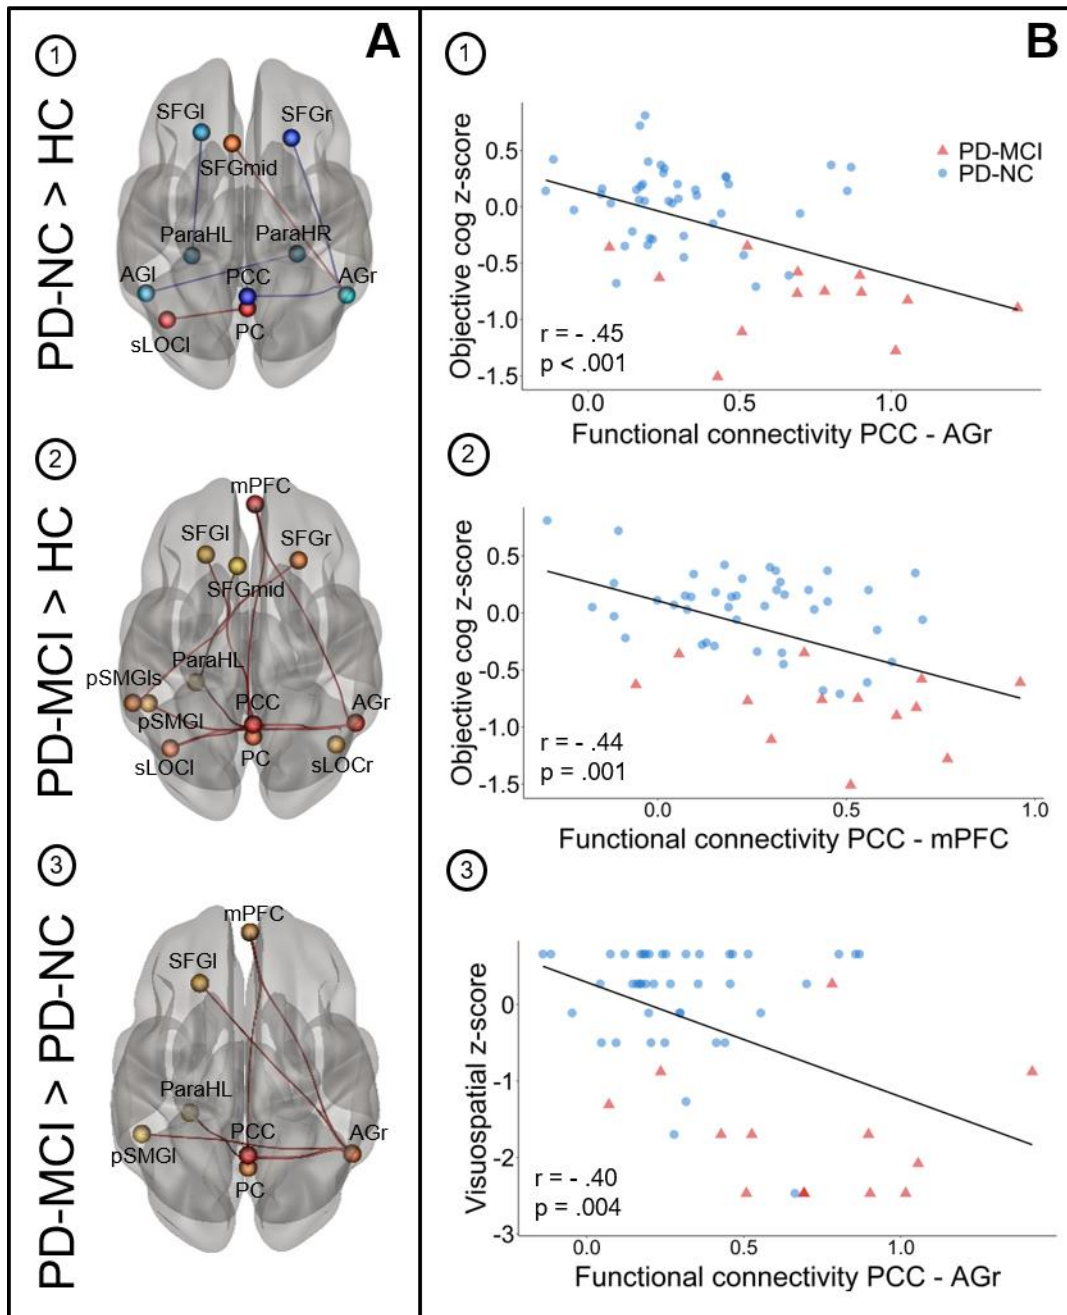 A
1
PD-NC > HC
SFGl
SFGr
SFGmid
ParaHL
ParaHR
AGl
PCC
AGr
sLOCl
PC
2
PD-MCI > HC
mPFC
SFGl
SFGr
SFGmid
ParaHL
pSMGls
PCC
AGr
pSMGl
sLOCl
PC
sLOCr
3
PD-MCI > PD-NC
mPFC
SFGl
ParaHL
PCC
AGr
pSMGl
PC
B
1
Objective cog z-score
0.5
0.0
-0.5
-1.0
-1.5
PD-MCI
PD-NC
r = - .45
p < .001
0.0 0.5 1.0
Functional connectivity PCC - AGr
2
Objective cog z-score
0.5
0.0
-0.5
-1.0
-1.5
r = - .44
p = .001
0.0 0.5 1.0
Functional connectivity PCC - mPFC
3
Visuospatial z-score
0
-1
-2
-3
r = - .40
p = .004
0.0 0.5 1.0
Functional connectivity PCC - AGr